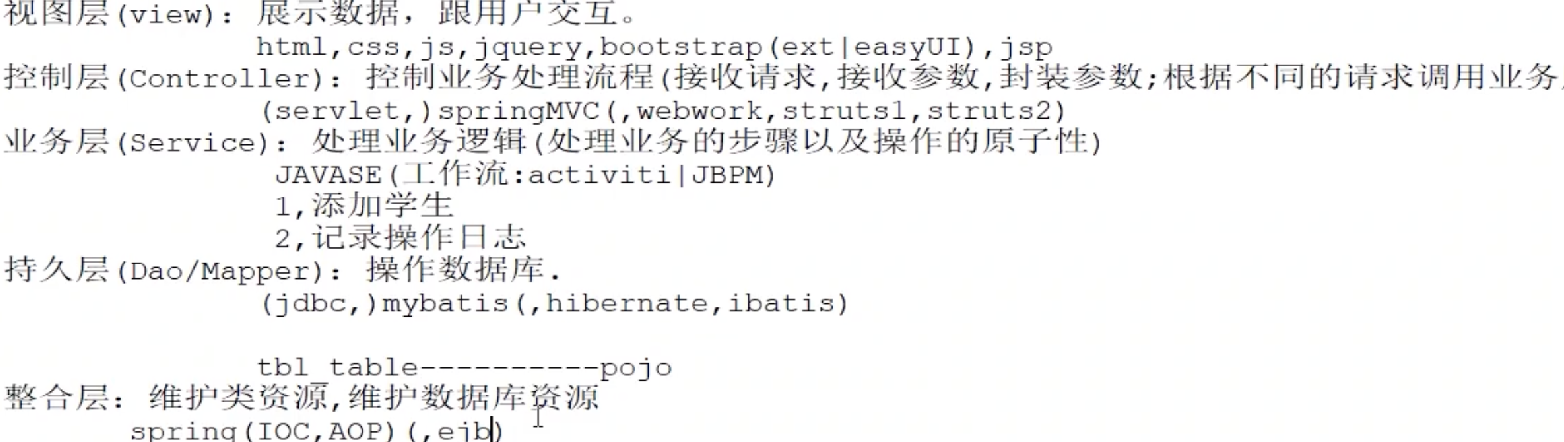 视图层(view): 展示数据，跟用户交互。
html,css,js,jquery,bootstrap(ext|easyUI),jsp
控制层(Controller): 控制业务处理流程(接收请求,接收参数,封装参数;根据不同的请求调用业务
(servlet,)springMVC(,webwork,struts1,struts2)
业务层(Service): 处理业务逻辑(处理业务的步骤以及操作的原子性)
JAVASE(工作流:activiti|JBPM)
1,添加学生
2,记录操作日志
持久层(Dao/Mapper): 操作数据库.
(jdbc,)mybatis(,hibernate,ibatis)
tbl_table----------pojo
整合层: 维护类资源,维护数据库资源
spring(IOC,AOP)(,ejb)